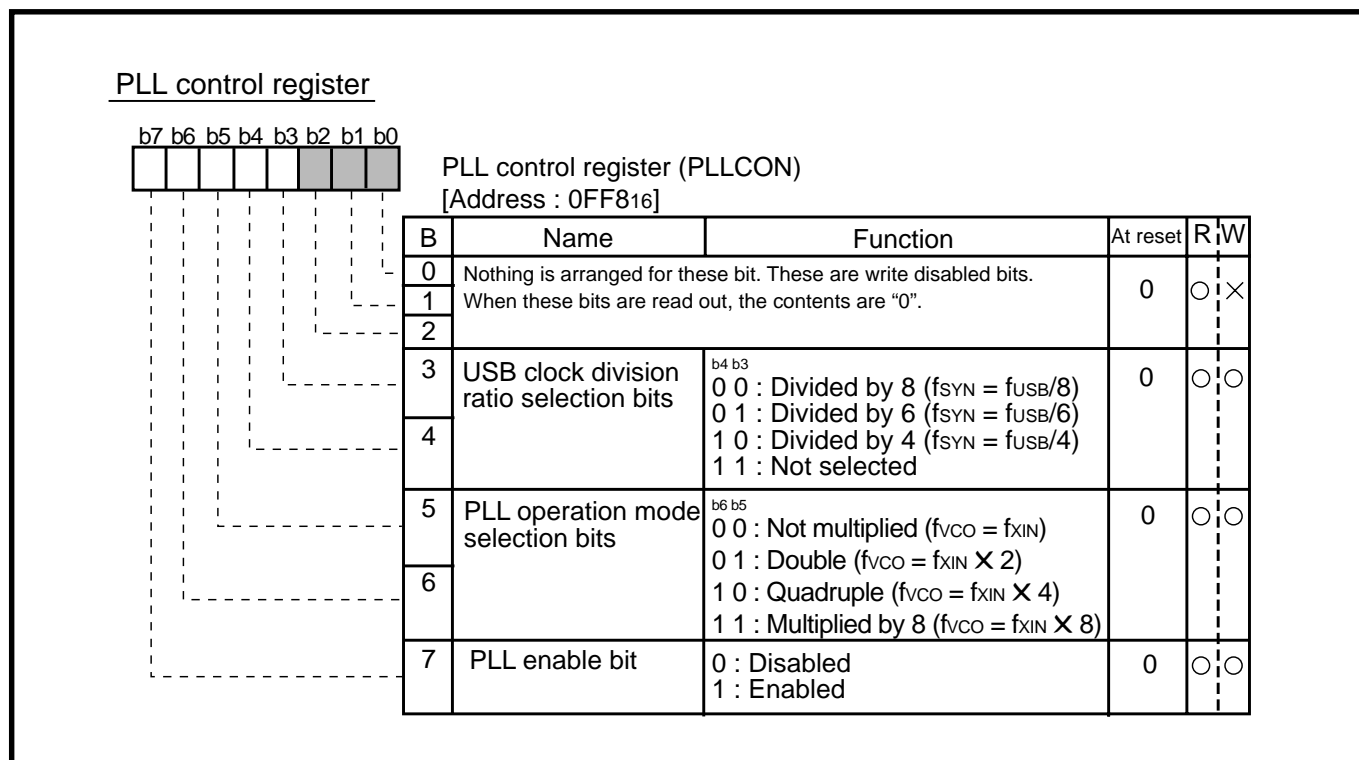 PLL control register
b7 b6 b5 b4 b3 b2 b1 b0
PLL control register (PLLCON)
[Address : 0FF816]
B Name Function At reset R W
0 Nothing is arranged for these bit. These are write disabled bits.
1 When these bits are read out, the contents are “0”. 0 ○ ×
2
3 USB clock division b4 b3 0 ○ ○
ratio selection bits 0 0 : Divided by 8 (fSYN = fUSB/8)
0 1 : Divided by 6 (fSYN = fUSB/6)
4 1 0 : Divided by 4 (fSYN = fUSB/4)
1 1 : Not selected
5 PLL operation mode b6 b5 0 ○ ○
selection bits 0 0 : Not multiplied (fVCO = fXIN)
0 1 : Double (fVCO = fXIN X 2)
6 1 0 : Quadruple (fVCO = fXIN X 4)
1 1 : Multiplied by 8 (fVCO = fXIN X 8)
7 PLL enable bit 0 : Disabled 0 ○ ○
1 : Enabled